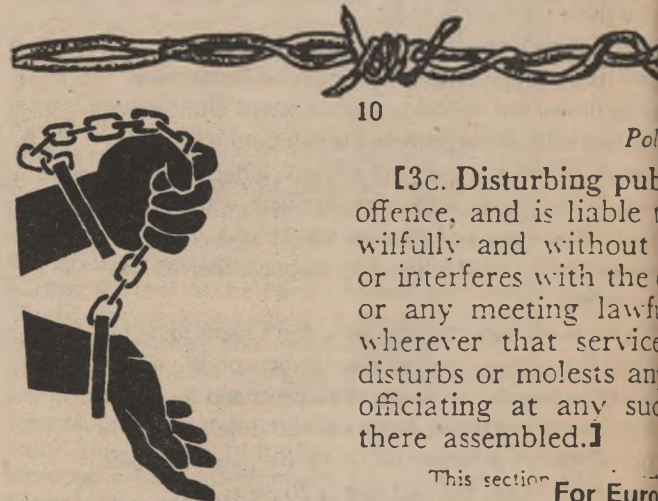 10
Pol
[3c. Disturbing pub
offence, and is liable
wilfully and without
or interferes with the
or any meeting lawf
wherever that service
disturbs or molests an
officiating at any su
there assembled.]
This section
For Euro